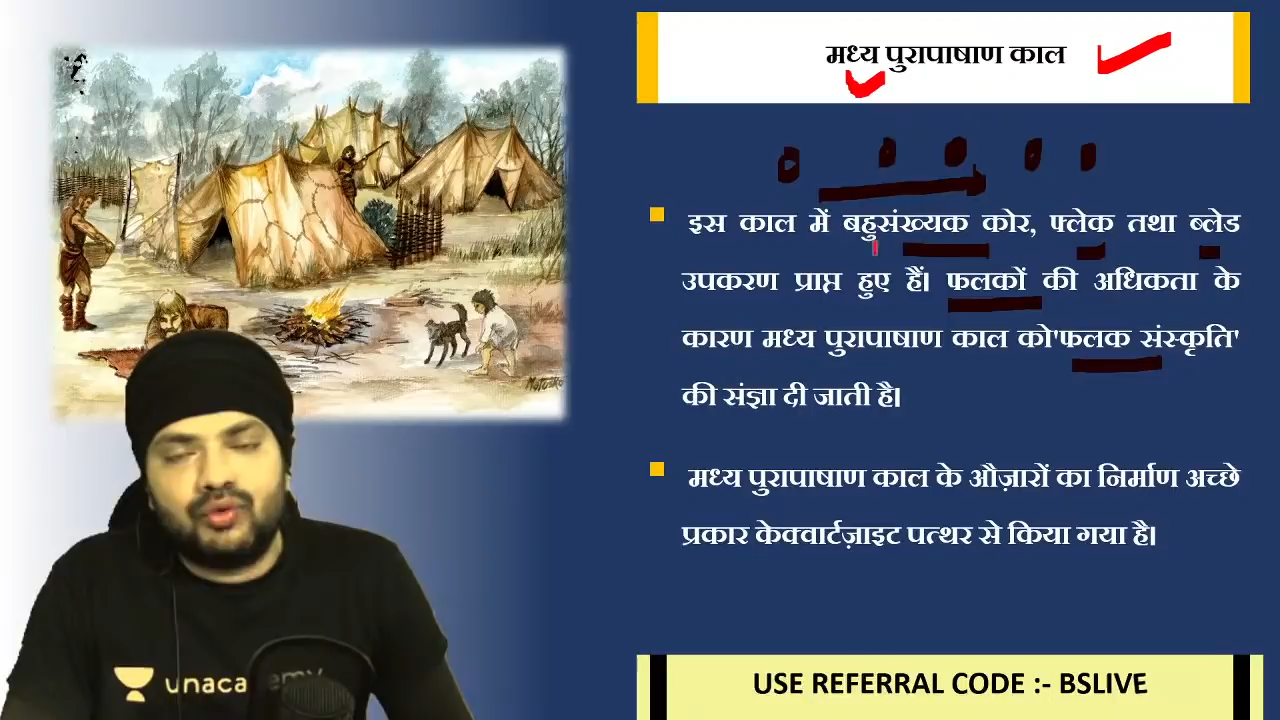 मध्य पुरापाषाण काल
इस काल में बहुसंख्यक कोर, फ्लेक तथा ब्लेड
उपकरण प्राप्त हुए हैं। फलकों की अधिकता के
कारण मध्य पुरापाषाण काल को'फलक संस्कृति'
की संज्ञा दी जाती है।
मध्य पुरापाषाण काल के औज़ारों का निर्माण अच्छे
प्रकार केक्वार्टज़ाइट पत्थर से किया गया है।
unacademy
USE REFERRAL CODE :- BSLIVE